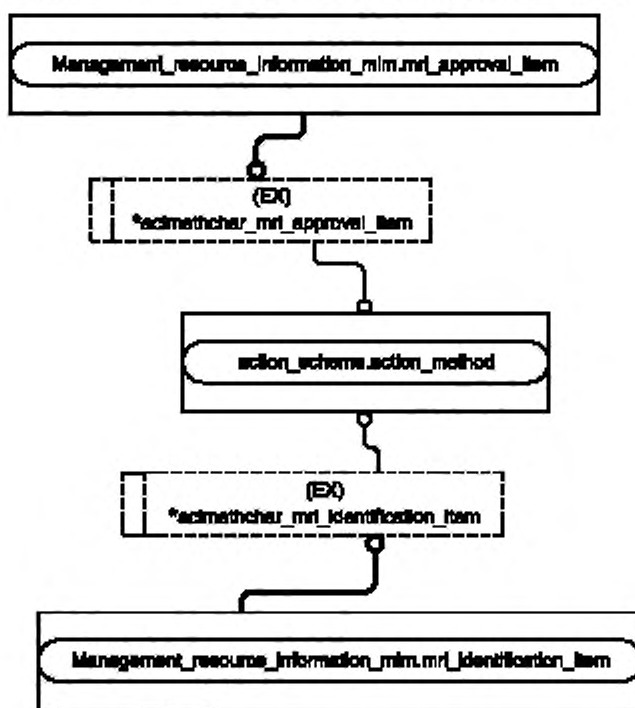 Management_resource_information_mim.mri_approval_item
(EX)
*actmethchar_mri_approval_item
action_schema.action_method
(EX)
*actmethchar_mri_identification_item
Management_resource_information_mim.mri_identification_item